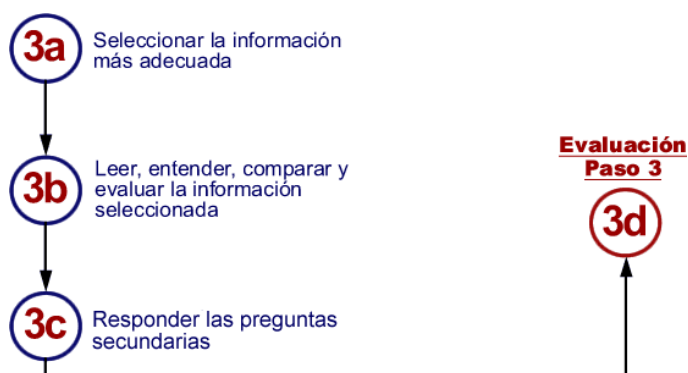 3a
Seleccionar la información
más adecuada
3b
Leer, entender, comparar y
evaluar la información
seleccionada
3c
Responder las preguntas
secundarias
Evaluación
Paso 3
3d